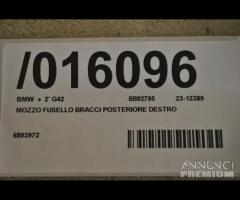 /016096
BMW » 2' G42 8B92795 23-12389
MOZZO FUSELLO BRACCI POSTERIORE DESTRO
6893972
ANNUNCI
PREMIUM